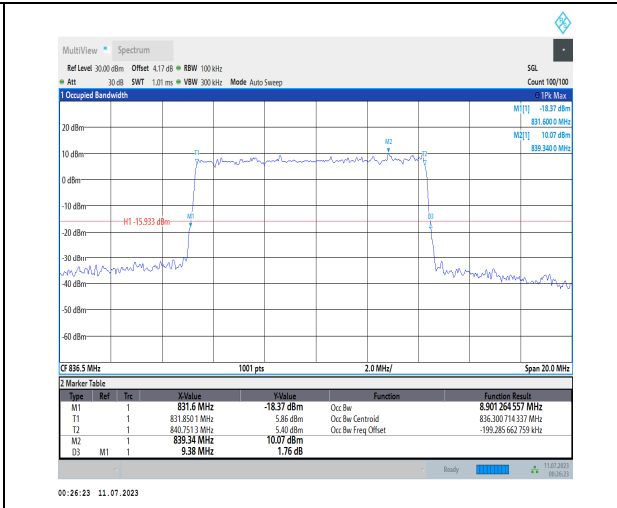 MultiView Spectrum
Ref Level 30.00 dBm Offset 4.17 dB RBW 100 kHz SGL
Att 30 dB SWT 1.01 ms VBW 300 kHz Mode Auto Sweep Count 100/100
1 Occupied Bandwidth 1Pk Max
M1[1] -18.37 dBm
831.600 0 MHz
M2[1] 10.07 dBm
839.340 0 MHz
20 dBm
M2
T1 T2
10 dBm
0 dBm
-10 dBm
H1 -15.933 dBm M1 D3
-20 dBm
-30 dBm
-40 dBm
-50 dBm
-60 dBm
CF 836.5 MHz 1001 pts 2.0 MHz/ Span 20.0 MHz
2 Marker Table
Type Ref Trc X-Value Y-Value Function Function Result
M1 1 831.6 MHz -18.37 dBm Occ Bw 8.901 264 557 MHz
T1 1 831.850 1 MHz 5.86 dBm Occ Bw Centroid 836.300 714 337 MHz
T2 1 840.751 3 MHz 5.40 dBm Occ Bw Freq Offset -199.285 662 759 kHz
M2 1 839.34 MHz 10.07 dBm
D3 M1 1 9.38 MHz 1.76 dB
Ready 11.07.2023
00:26:23
00:26:23 11.07.2023